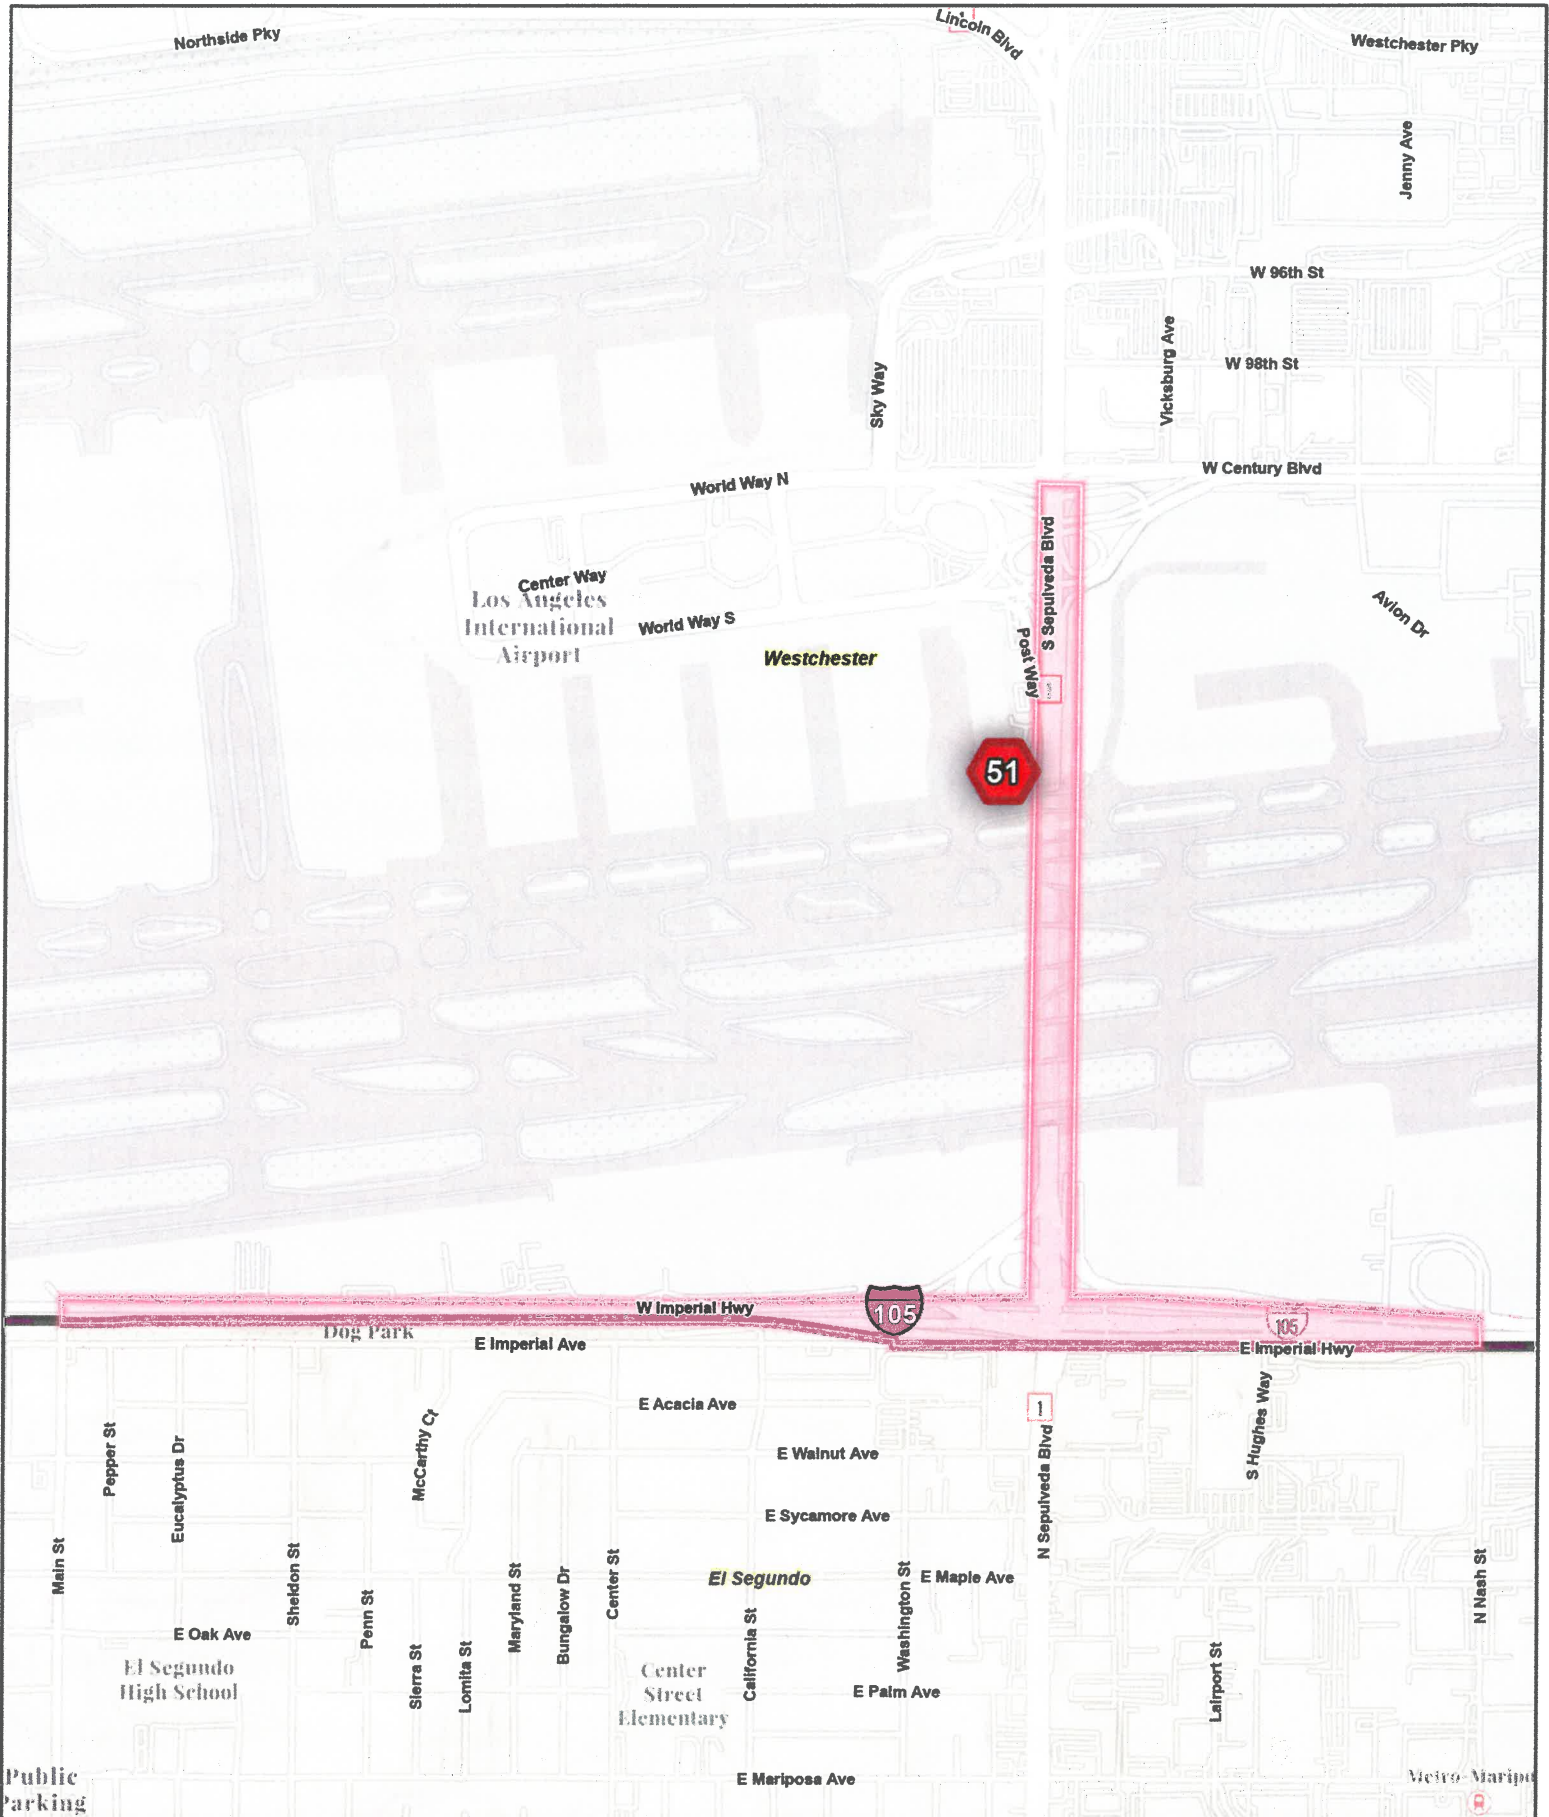 Northside Pky
Lincoln Blvd
Westchester Pky
Jenny Ave
W 96th St
Sky Way
Vicksburg Ave
W 98th St
World Way N
W Century Blvd
S Sepulveda Blvd
Center Way
Los Angeles
International
Airport
World Way S
Avion Dr
Post Way
Westchester
51
W Imperial Hwy
105
105
Dog Park
E Imperial Ave
E Imperial Hwy
E Acacia Ave
1
S Hughes Way
Pepper St
Eucalyptus Dr
McCarthy Ct
E Walnut Ave
N Sepulveda Blvd
E Sycamore Ave
Main St
Sheldon St
Penn St
Maryland St
Bungalow Dr
Center St
El Segundo
Washington St
E Maple Ave
N Nash St
E Oak Ave
Sierra St
Lomita St
California St
Lairport St
El Segundo
High School
Center
Street
Elementary
E Palm Ave
E Mariposa Ave
Public
Parking
Metro-Maripo